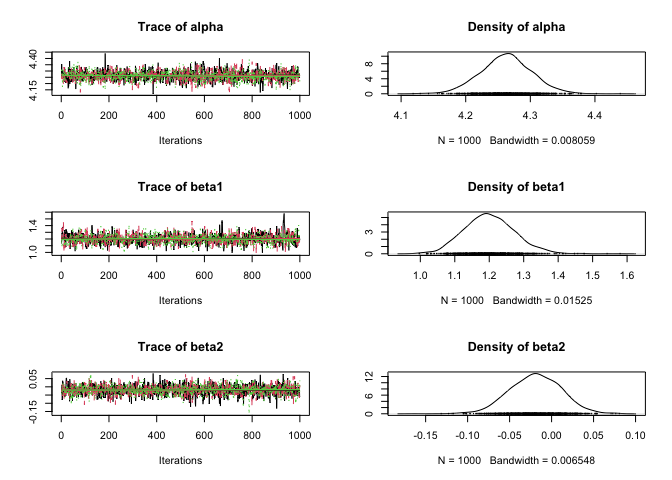 Trace of alpha
4.15 4.40
0 200 400 600 800 1000
Iterations
Density of alpha
0 4 8
4.1 4.2 4.3 4.4
N = 1000 Bandwidth = 0.008059
Trace of beta1
1.0 1.4
0 200 400 600 800 1000
Iterations
Density of beta1
0 3
1.0 1.1 1.2 1.3 1.4 1.5 1.6
N = 1000 Bandwidth = 0.01525
Trace of beta2
-0.15 0.05
0 200 400 600 800 1000
Iterations
Density of beta2
0 6 12
-0.15 -0.10 -0.05 0.00 0.05 0.10
N = 1000 Bandwidth = 0.006548